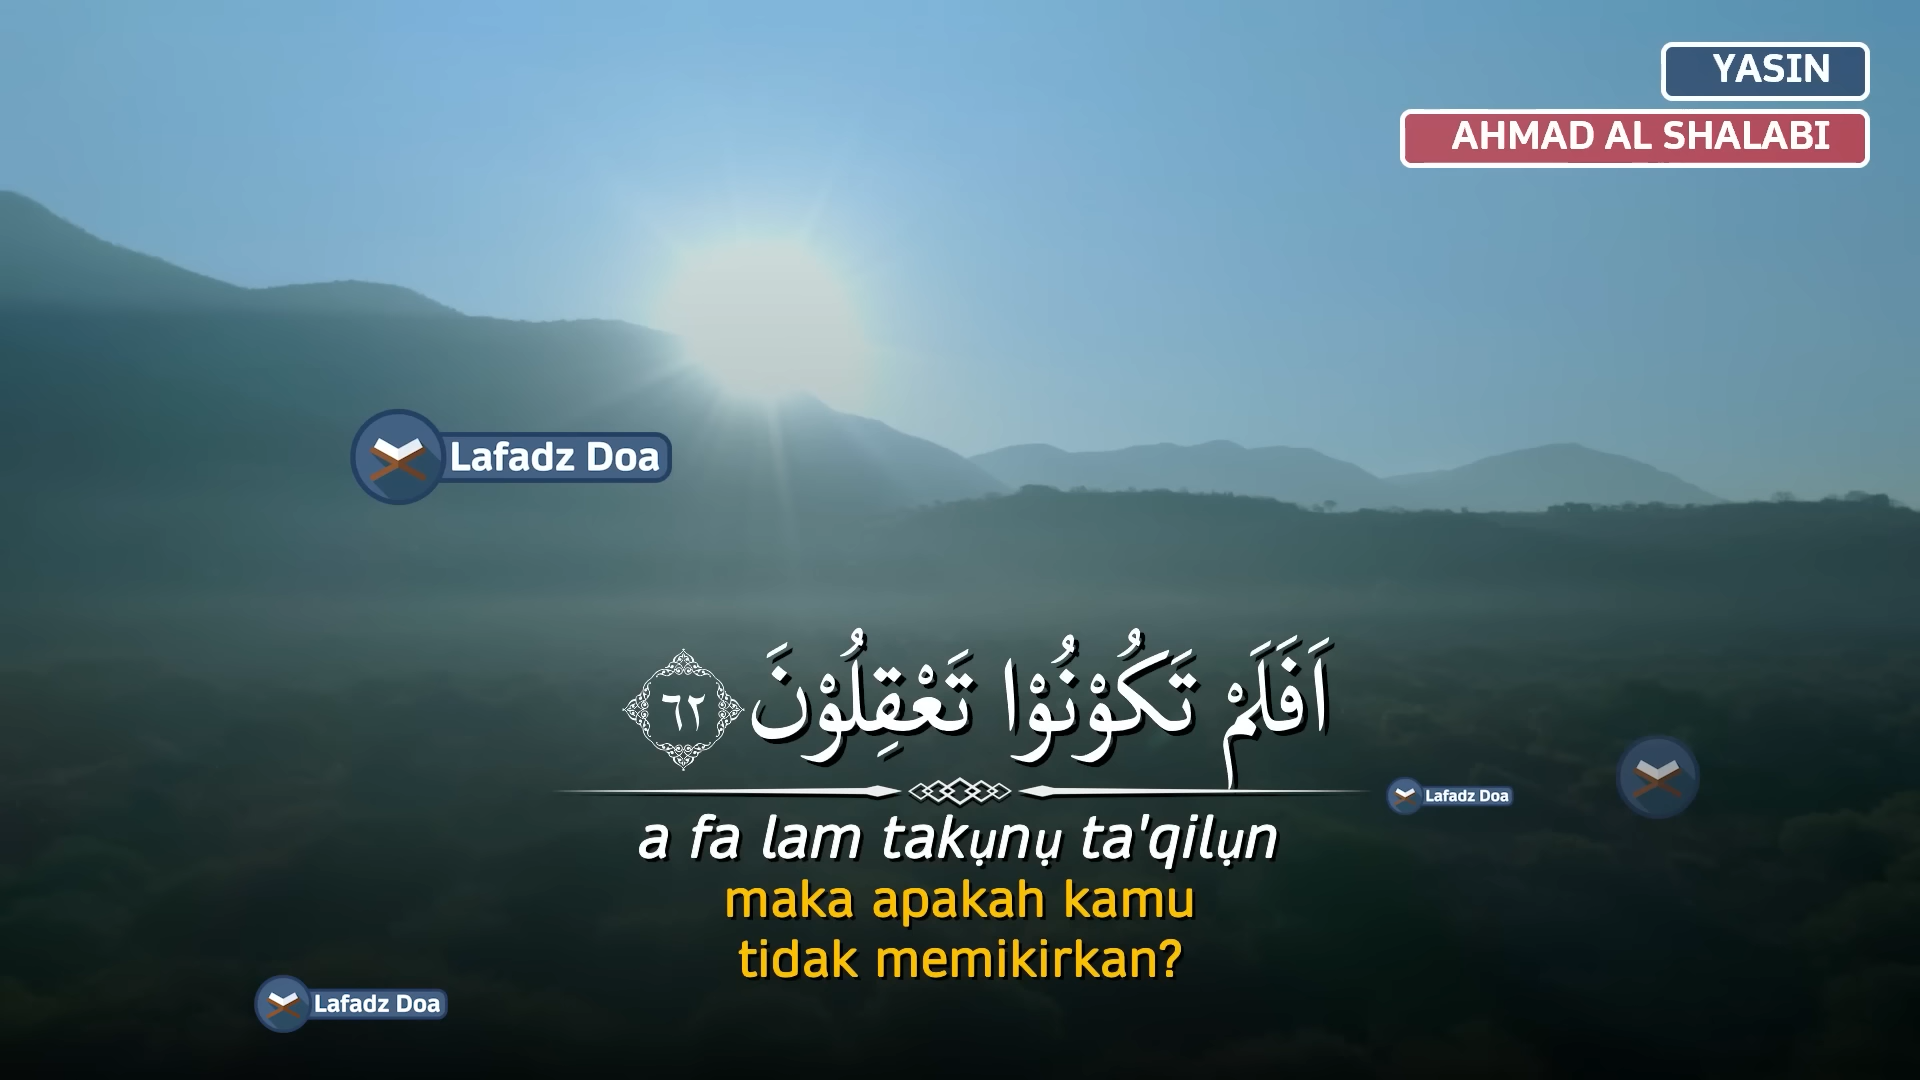 YASIN
AHMAD AL SHALABI
Lafadz Doa
اَفَلَمْ تَكُوْنُوْا تَعْقِلُوْنَ ٦٢
Lafadz Doa
a fa lam takụnụ ta'qilụn
maka apakah kamu
tidak memikirkan?
Lafadz Doa